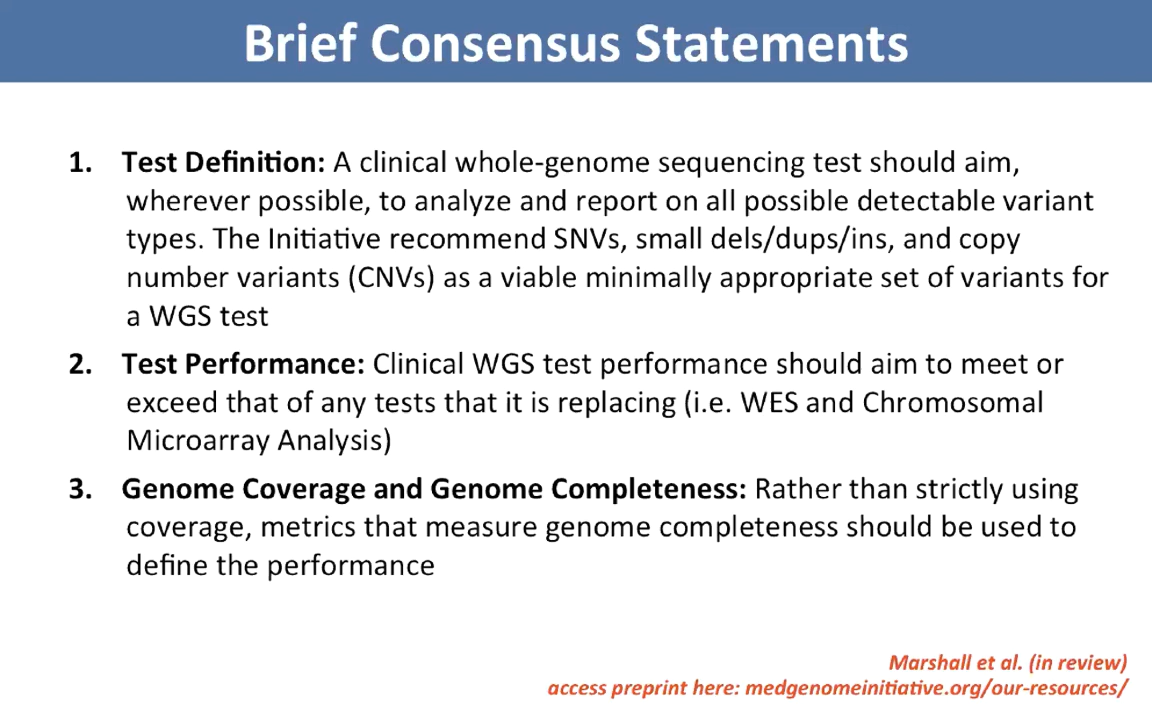 Brief Consensus Statements
1. Test Definition: A clinical whole-genome sequencing test should aim,
wherever possible, to analyze and report on all possible detectable variant
types. The Initiative recommend SNVs, small dels/dups/ins, and copy
number variants (CNVs) as a viable minimally appropriate set of variants for
a WGS test
2. Test Performance: Clinical WGS test performance should aim to meet or
exceed that of any tests that it is replacing (i.e. WES and Chromosomal
Microarray Analysis)
3. Genome Coverage and Genome Completeness: Rather than strictly using
coverage, metrics that measure genome completeness should be used to
define the performance
Marshall et al. (in review)
access preprint here: medgenomeinitiative.org/our-resources/